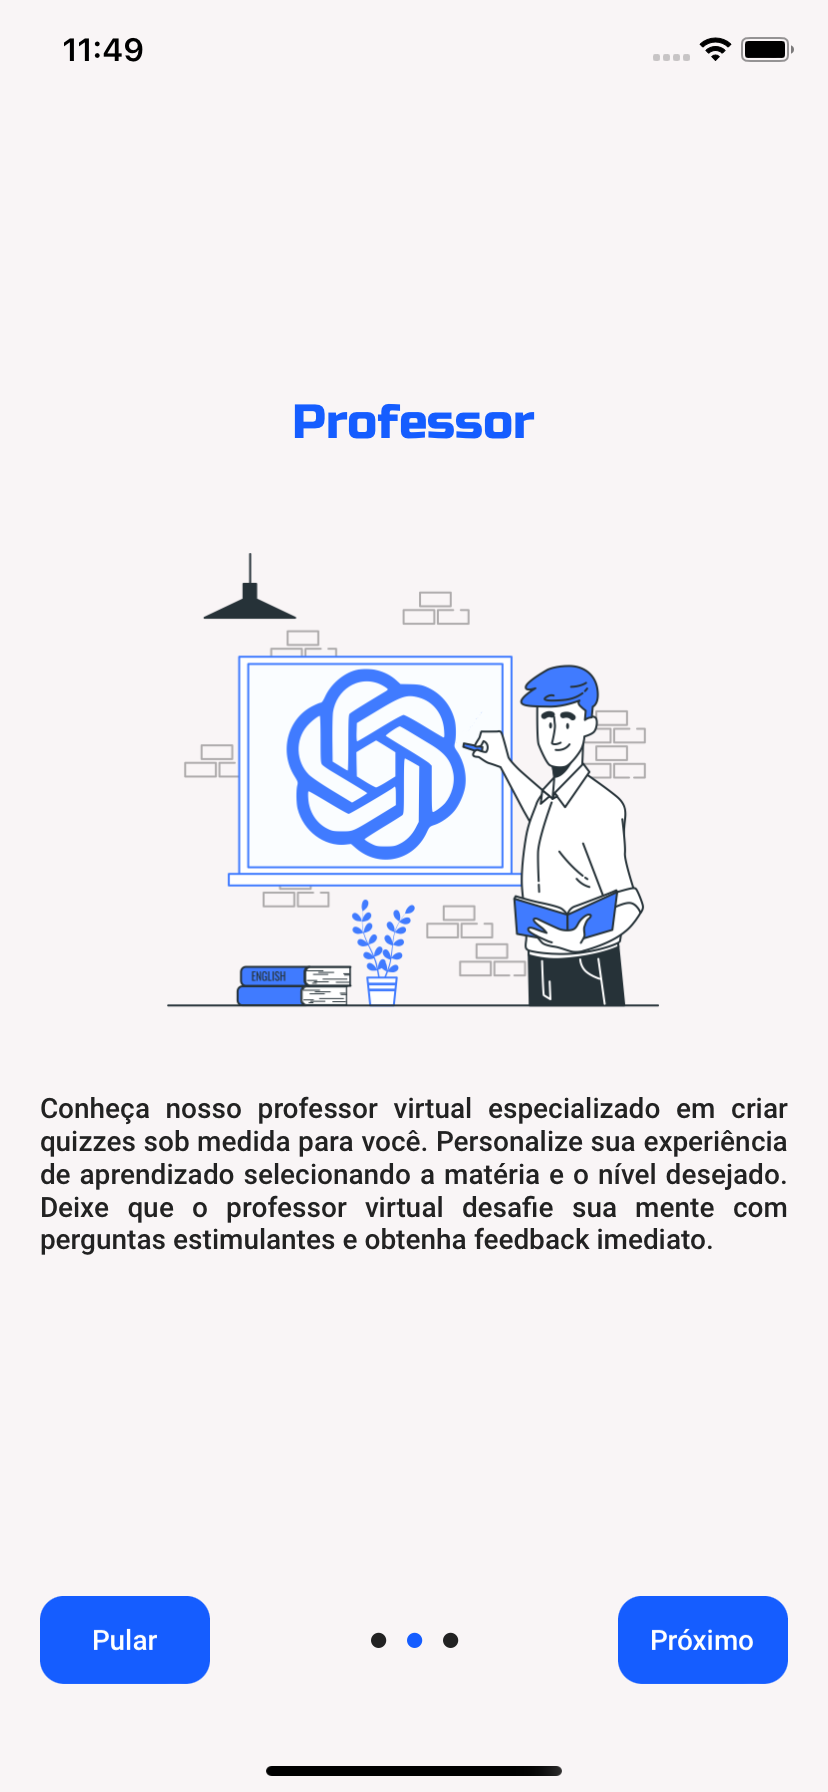 11:49
Professor
ENGLISH
Conheça nosso professor virtual especializado em criar
quizzes sob medida para você. Personalize sua experiência
de aprendizado selecionando a matéria e o nível desejado.
Deixe que o professor virtual desafie sua mente com
perguntas estimulantes e obtenha feedback imediato.
Pular
Próximo